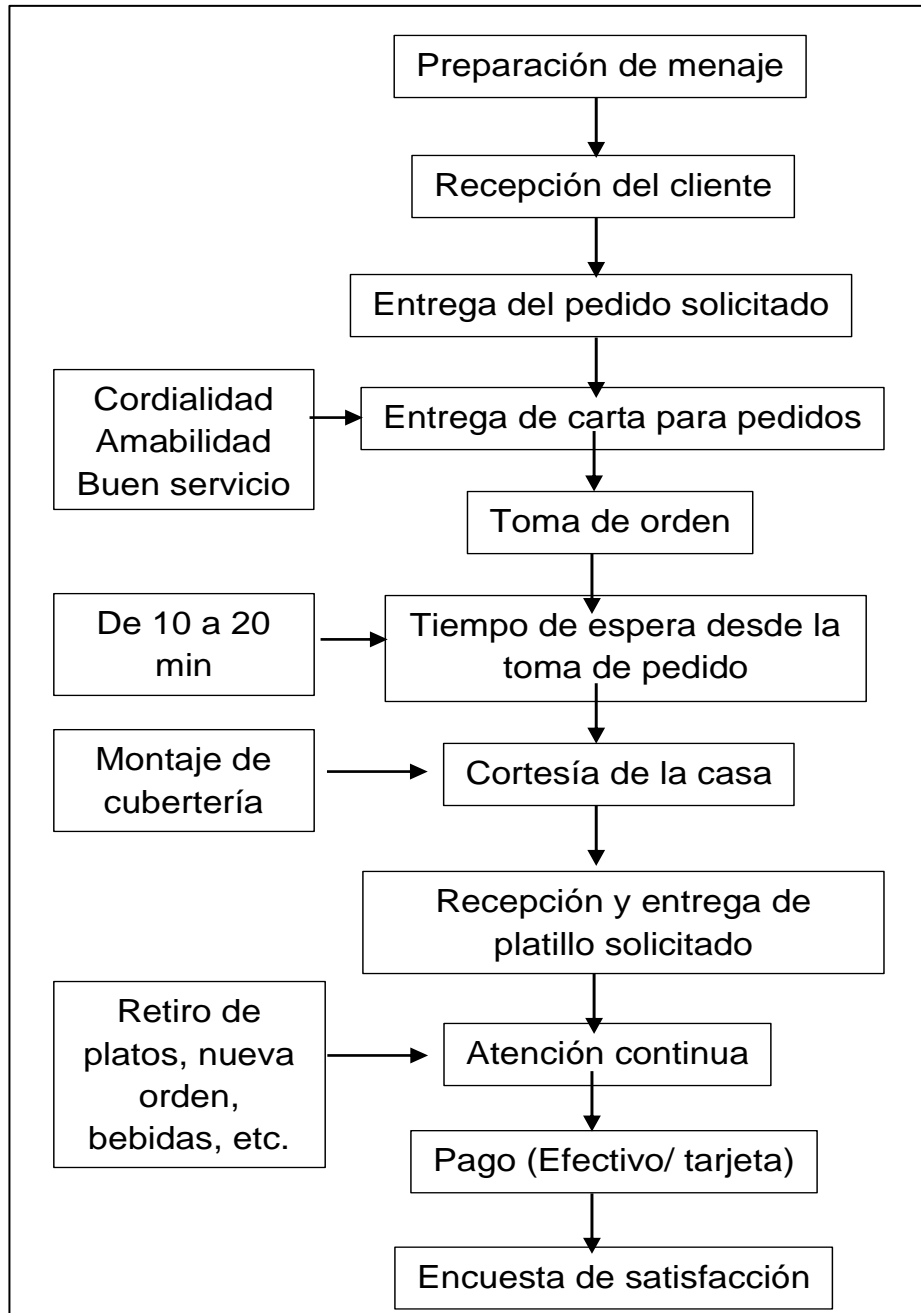 Preparación de menaje
Recepción del cliente
Entrega del pedido solicitado
Cordialidad
Amabilidad
Buen servicio
Entrega de carta para pedidos
Toma de orden
De 10 a 20
min
Tiempo de espera desde la
toma de pedido
Montaje de
cubertería
Cortesía de la casa
Recepción y entrega de
platillo solicitado
Retiro de
platos, nueva
orden,
bebidas, etc.
Atención continua
Pago (Efectivo/ tarjeta)
Encuesta de satisfacción